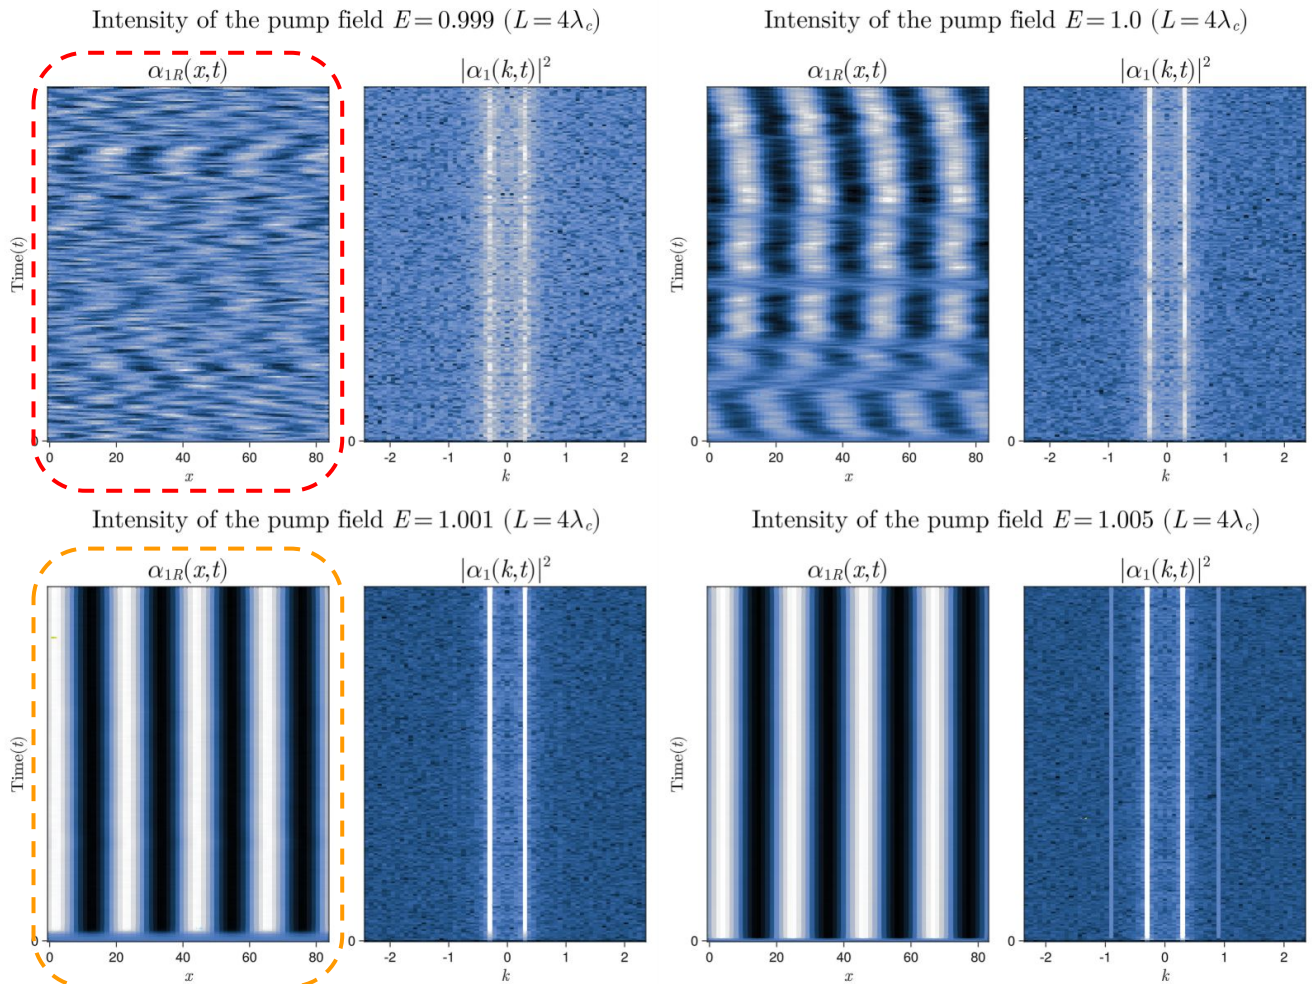 Intensity of the pump field E = 0.999 (L = 4λc)
α1R(x,t)
|α1(k,t)|²
Time(t)
0
0 20 40 60 80
x
0
-2 -1 0 1 2
k
Intensity of the pump field E = 1.0 (L = 4λc)
α1R(x,t)
|α1(k,t)|²
Time(t)
0
0 20 40 60 80
x
0
-2 -1 0 1 2
k
Intensity of the pump field E = 1.001 (L = 4λc)
α1R(x,t)
|α1(k,t)|²
Time(t)
0
0 20 40 60 80
x
0
-2 -1 0 1 2
k
Intensity of the pump field E = 1.005 (L = 4λc)
α1R(x,t)
|α1(k,t)|²
Time(t)
0
0 20 40 60 80
x
0
-2 -1 0 1 2
k